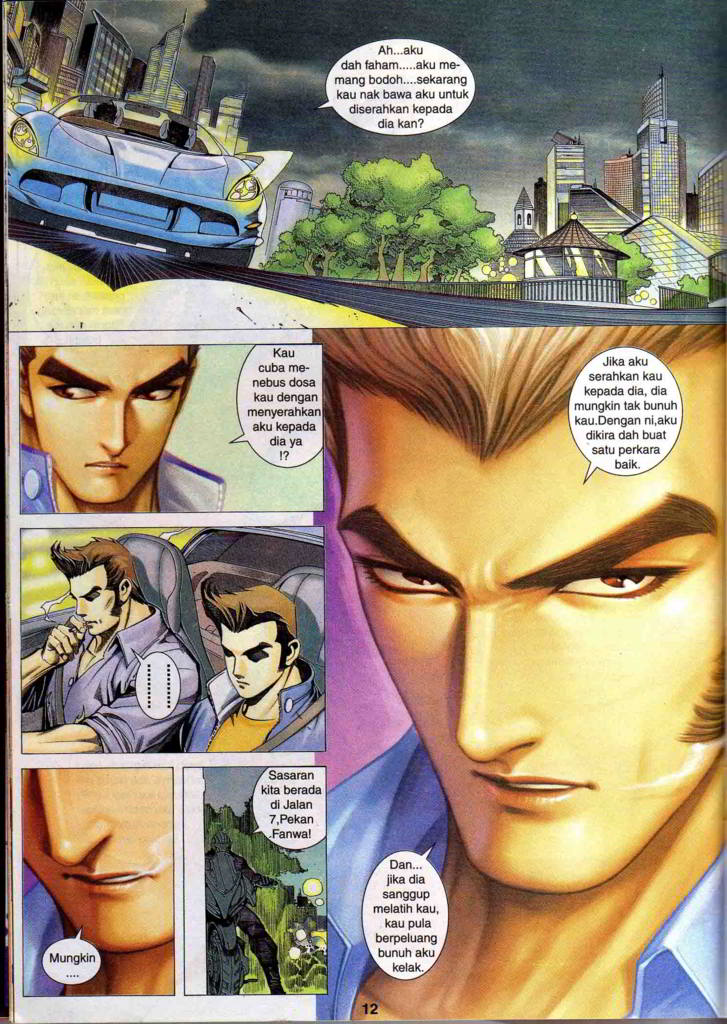 Ah...aku
dah faham.....aku me-
mang bodoh....sekarang
kau nak bawa aku untuk
diserahkan kepada
dia kan?
Kau
cuba me-
nebus dosa
kau dengan
menyerahkan
aku kepada
dia ya
!?
Jika aku
serahkan kau
kepada dia, dia
mungkin tak bunuh
kau.Dengan ni,aku
dikira dah buat
satu perkara
baik.
Mungkin
....
Sasaran
kita berada
di Jalan
7,Pekan
Fanwa!
Dan...
jika dia
sanggup
melatih kau,
kau pula
berpeluang
bunuh aku
kelak.
12